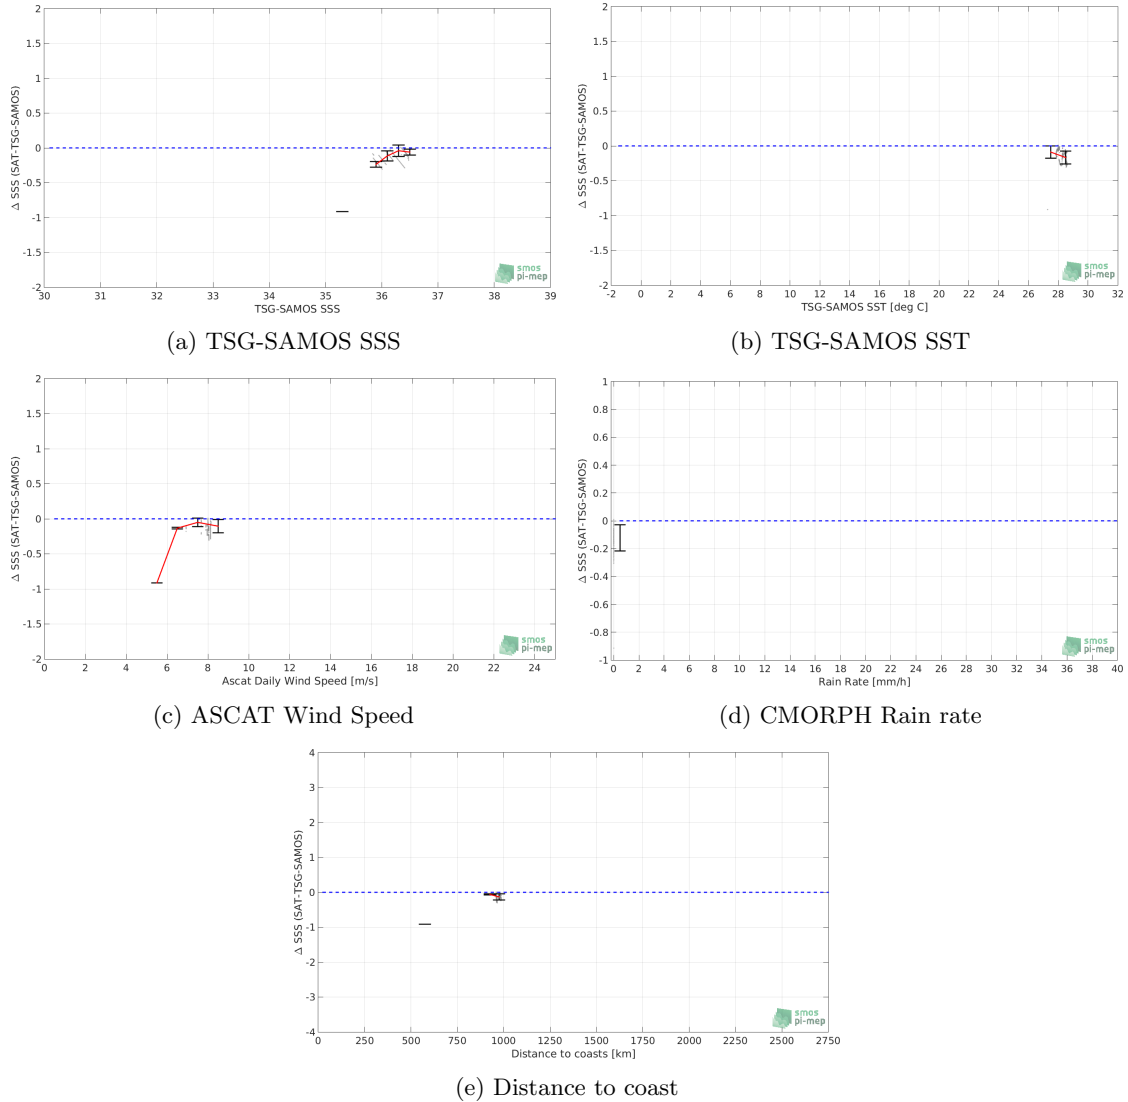 2
1.5
1
0.5
0
-0.5
-1
-1.5
-2
Δ SSS (SAT-TSG-SAMOS)
30 31 32 33 34 35 36 37 38 39
TSG-SAMOS SSS
smos
pi-mep
(a) TSG-SAMOS SSS
2
1.5
1
0.5
0
-0.5
-1
-1.5
-2
Δ SSS (SAT-TSG-SAMOS)
-2 0 2 4 6 8 10 12 14 16 18 20 22 24 26 28 30 32
TSG-SAMOS SST [deg C]
smos
pi-mep
(b) TSG-SAMOS SST
2
1.5
1
0.5
0
-0.5
-1
-1.5
-2
Δ SSS (SAT-TSG-SAMOS)
0 2 4 6 8 10 12 14 16 18 20 22 24
Ascat Daily Wind Speed [m/s]
smos
pi-mep
(c) ASCAT Wind Speed
1
0.8
0.6
0.4
0.2
0
-0.2
-0.4
-0.6
-0.8
-1
Δ SSS (SAT-TSG-SAMOS)
0 2 4 6 8 10 12 14 16 18 20 22 24 26 28 30 32 34 36 38 40
Rain Rate [mm/h]
smos
pi-mep
(d) CMORPH Rain rate
4
3
2
1
0
-1
-2
-3
-4
Δ SSS (SAT-TSG-SAMOS)
0 250 500 750 1000 1250 1500 1750 2000 2250 2500 2750
Distance to coasts [km]
smos
pi-mep
(e) Distance to coast